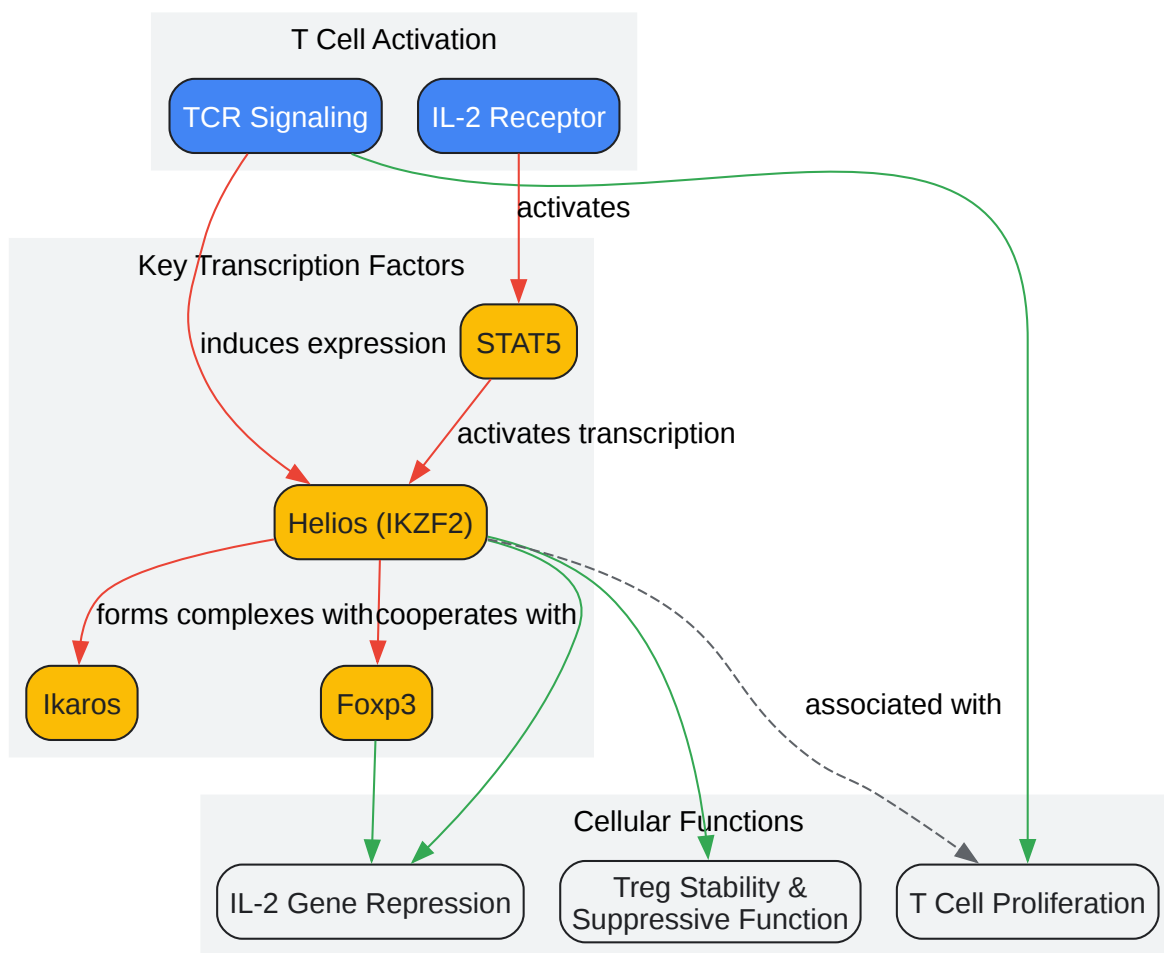 T Cell Activation
TCR Signaling
IL-2 Receptor
activates
Key Transcription Factors
induces expression
STAT5
activates transcription
Helios (IKZF2)
forms complexes with
cooperates with
Ikaros
Foxp3
associated with
Cellular Functions
IL-2 Gene Repression
Treg Stability &
Suppressive Function
T Cell Proliferation